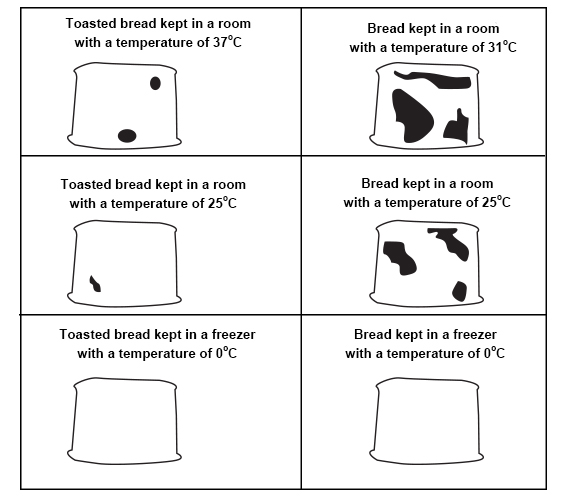 Toasted bread kept in a room
with a temperature of 37°C
Bread kept in a room
with a temperature of 31°C
Toasted bread kept in a room
with a temperature of 25°C
Bread kept in a room
with a temperature of 25°C
Toasted bread kept in a freezer
with a temperature of 0°C
Bread kept in a freezer
with a temperature of 0°C